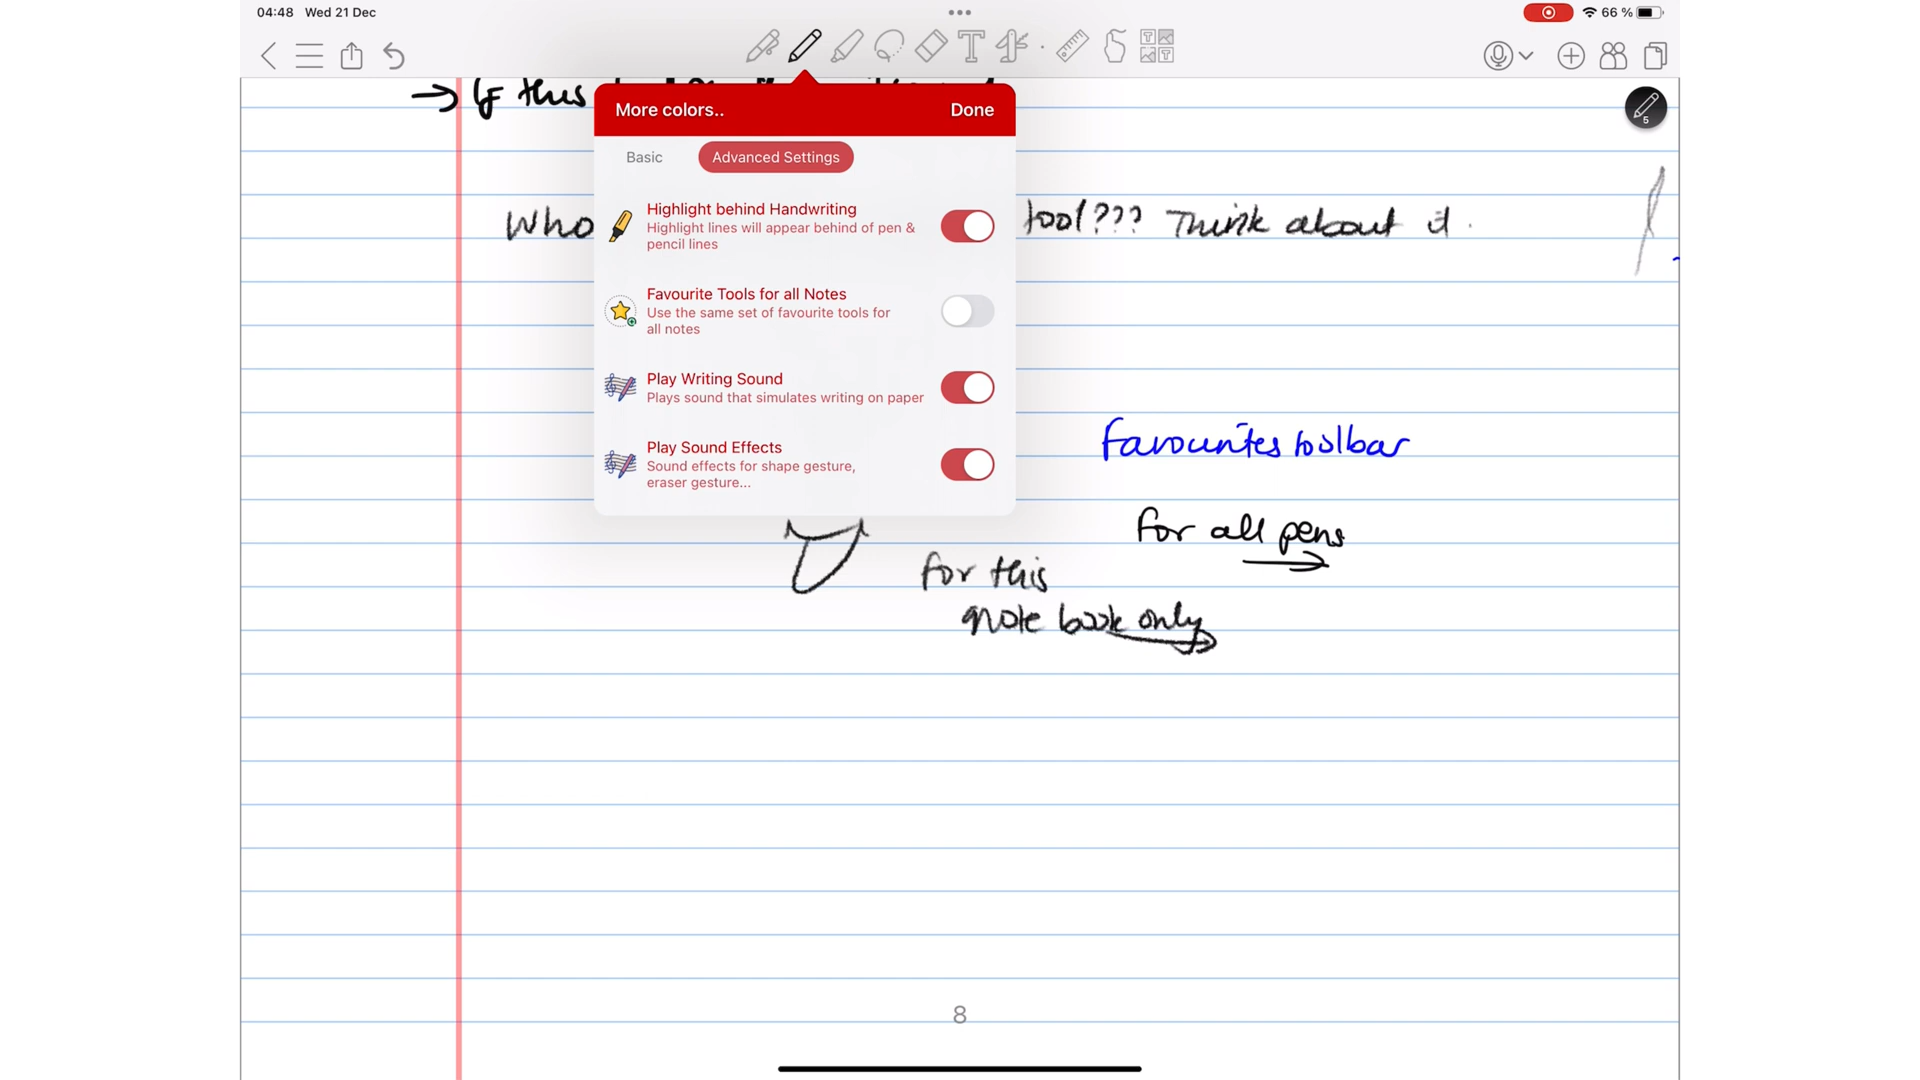 04:48 Wed 21 Dec
66 %
→ If this
More colors.. Done
5
Basic Advanced Settings
Highlight behind Handwriting
Highlight lines will appear behind of pen &
pencil lines
Who tool??? Think about it.
Favourite Tools for all Notes
Use the same set of favourite tools for
all notes
Play Writing Sound
Plays sound that simulates writing on paper
Play Sound Effects
Sound effects for shape gesture,
eraser gesture...
favourites toolbar
for all pens
for this
note book only
8